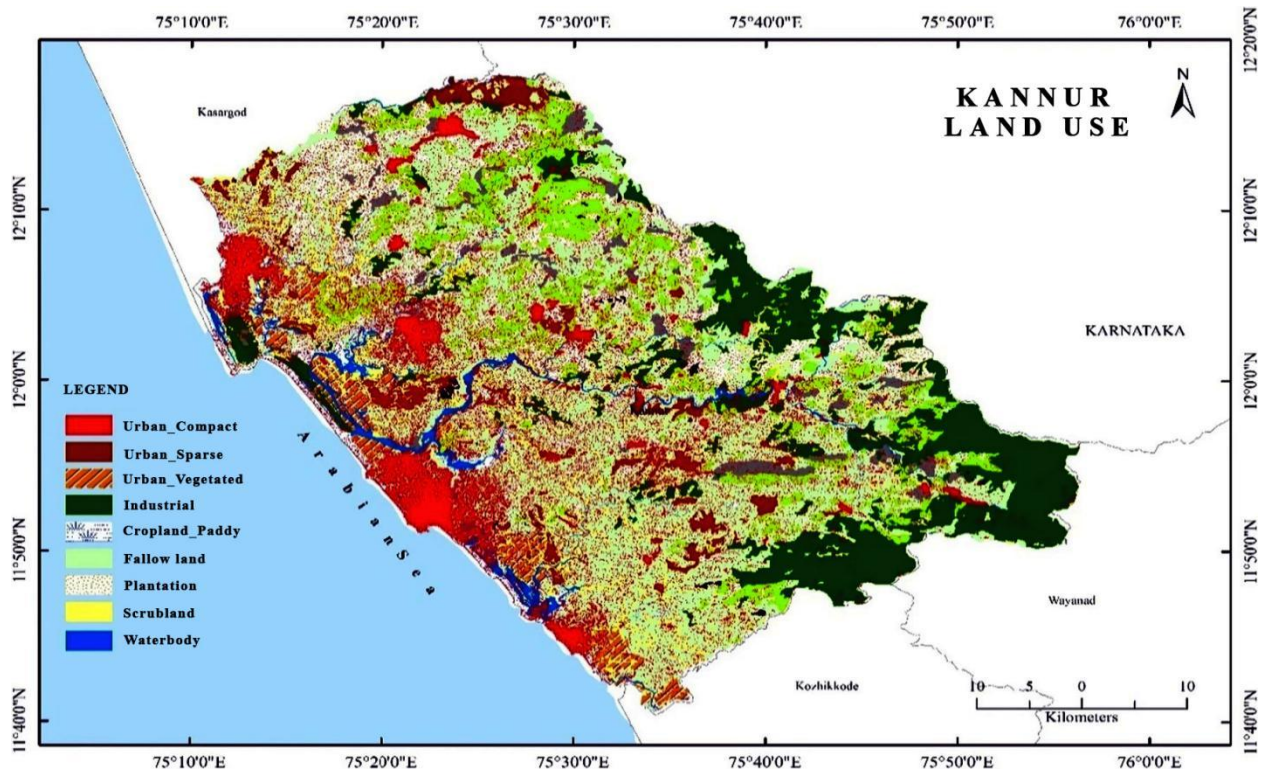 75°10'0"E 75°20'0"E 75°30'0"E 75°40'0"E 75°50'0"E 76°0'0"E
12°20'0"N
12°20'0"N
N
KANNUR
LAND USE
Kasargod
12°10'0"N
12°10'0"N
KARNATAKA
12°0'0"N
12°0'0"N
LEGEND
Urban_Compact
Urban_Sparse
Urban_Vegetated
Industrial
Cropland_Paddy
Fallow land
Plantation
Scrubland
Waterbody
Arabian Sea
11°50'0"N
11°50'0"N
Wayanad
Kozhikkode
10 5 0 10
Kilometers
11°40'0"N
11°40'0"N
75°10'0"E 75°20'0"E 75°30'0"E 75°40'0"E 75°50'0"E 76°0'0"E